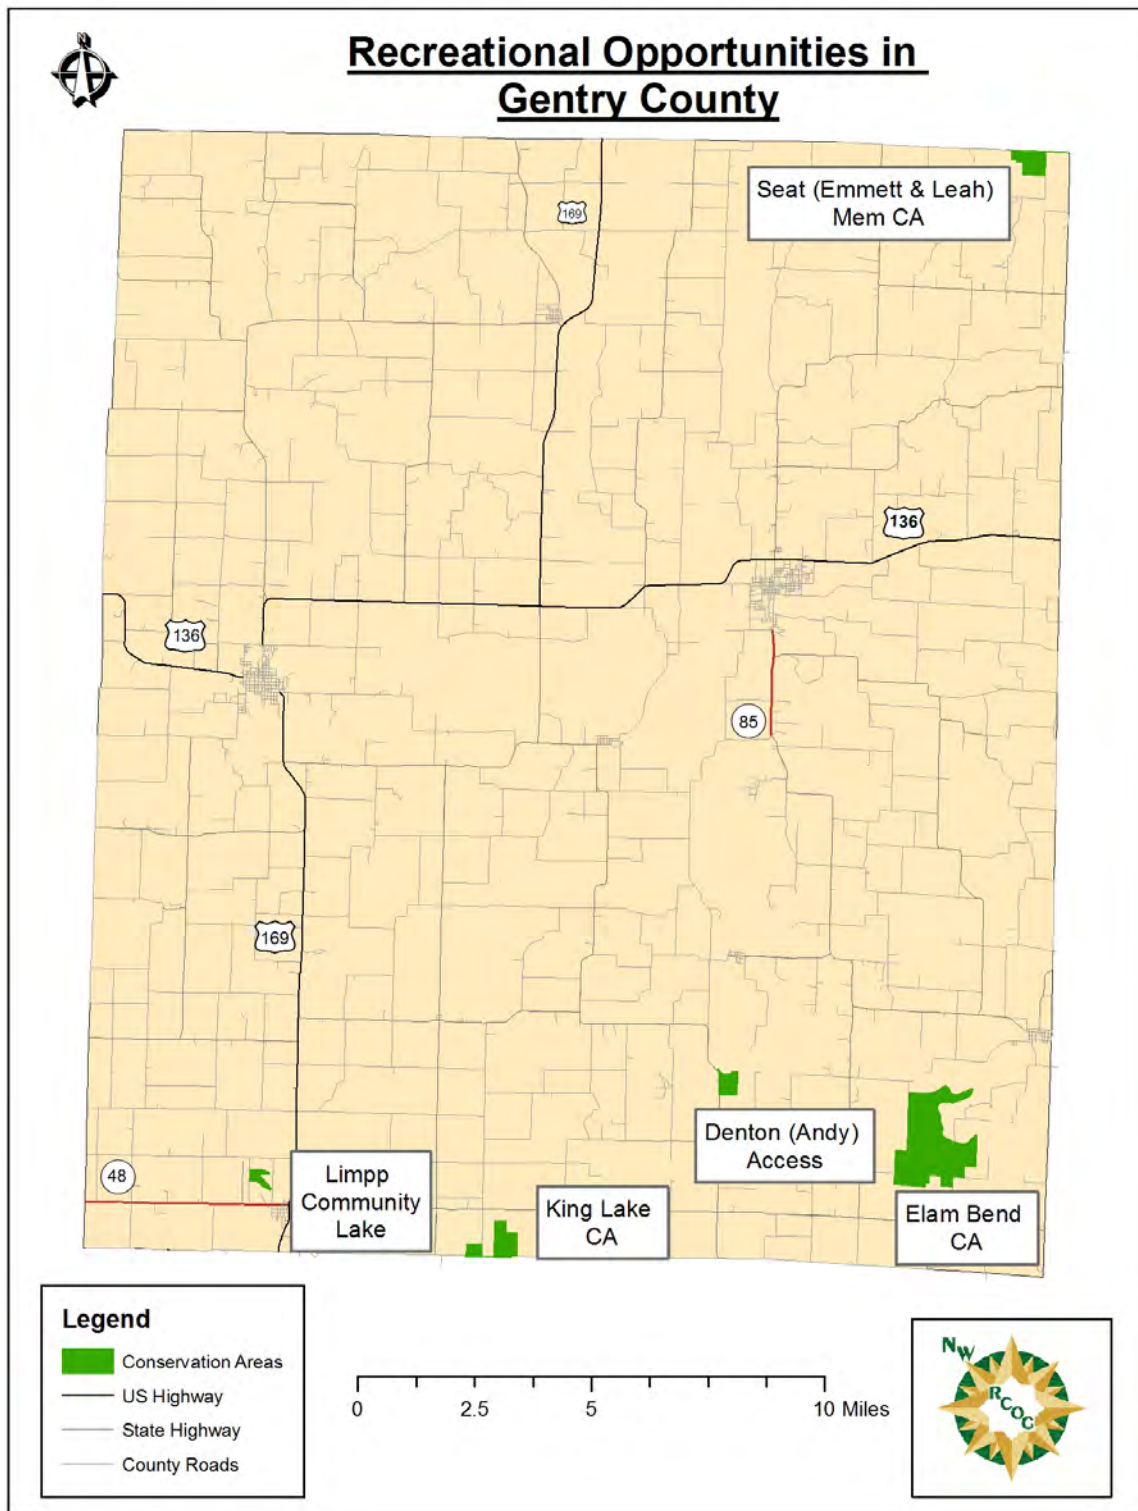 N
Recreational Opportunities in
Gentry County
Seat (Emmett & Leah)
Mem CA
169
136
136
85
169
Denton (Andy)
Access
48
Limpp
Community
Lake
King Lake
CA
Elam Bend
CA
Legend
Conservation Areas
US Highway
State Highway
County Roads
0
2.5
5
10 Miles
NW
RCOG